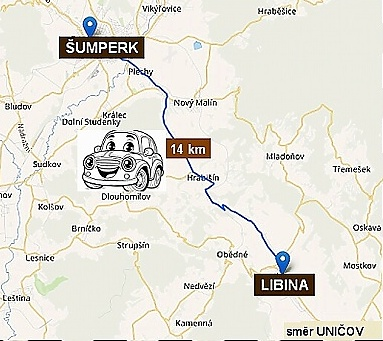 Vikýřovice
Hraběšice
ŠUMPERK
Plechy
Bludov
Nový Malín
Králec
Dolní Studénky
14 km
Mladoňov
Sudkov
Třemešek
Hrabišín
Dlouhomilov
Kolšov
Brníčko
Oskava
Strupšín
Lesnice
Obědné
Mostkov
LIBINA
Leština
Nedvězí
Kamenná
směr UNIČOV